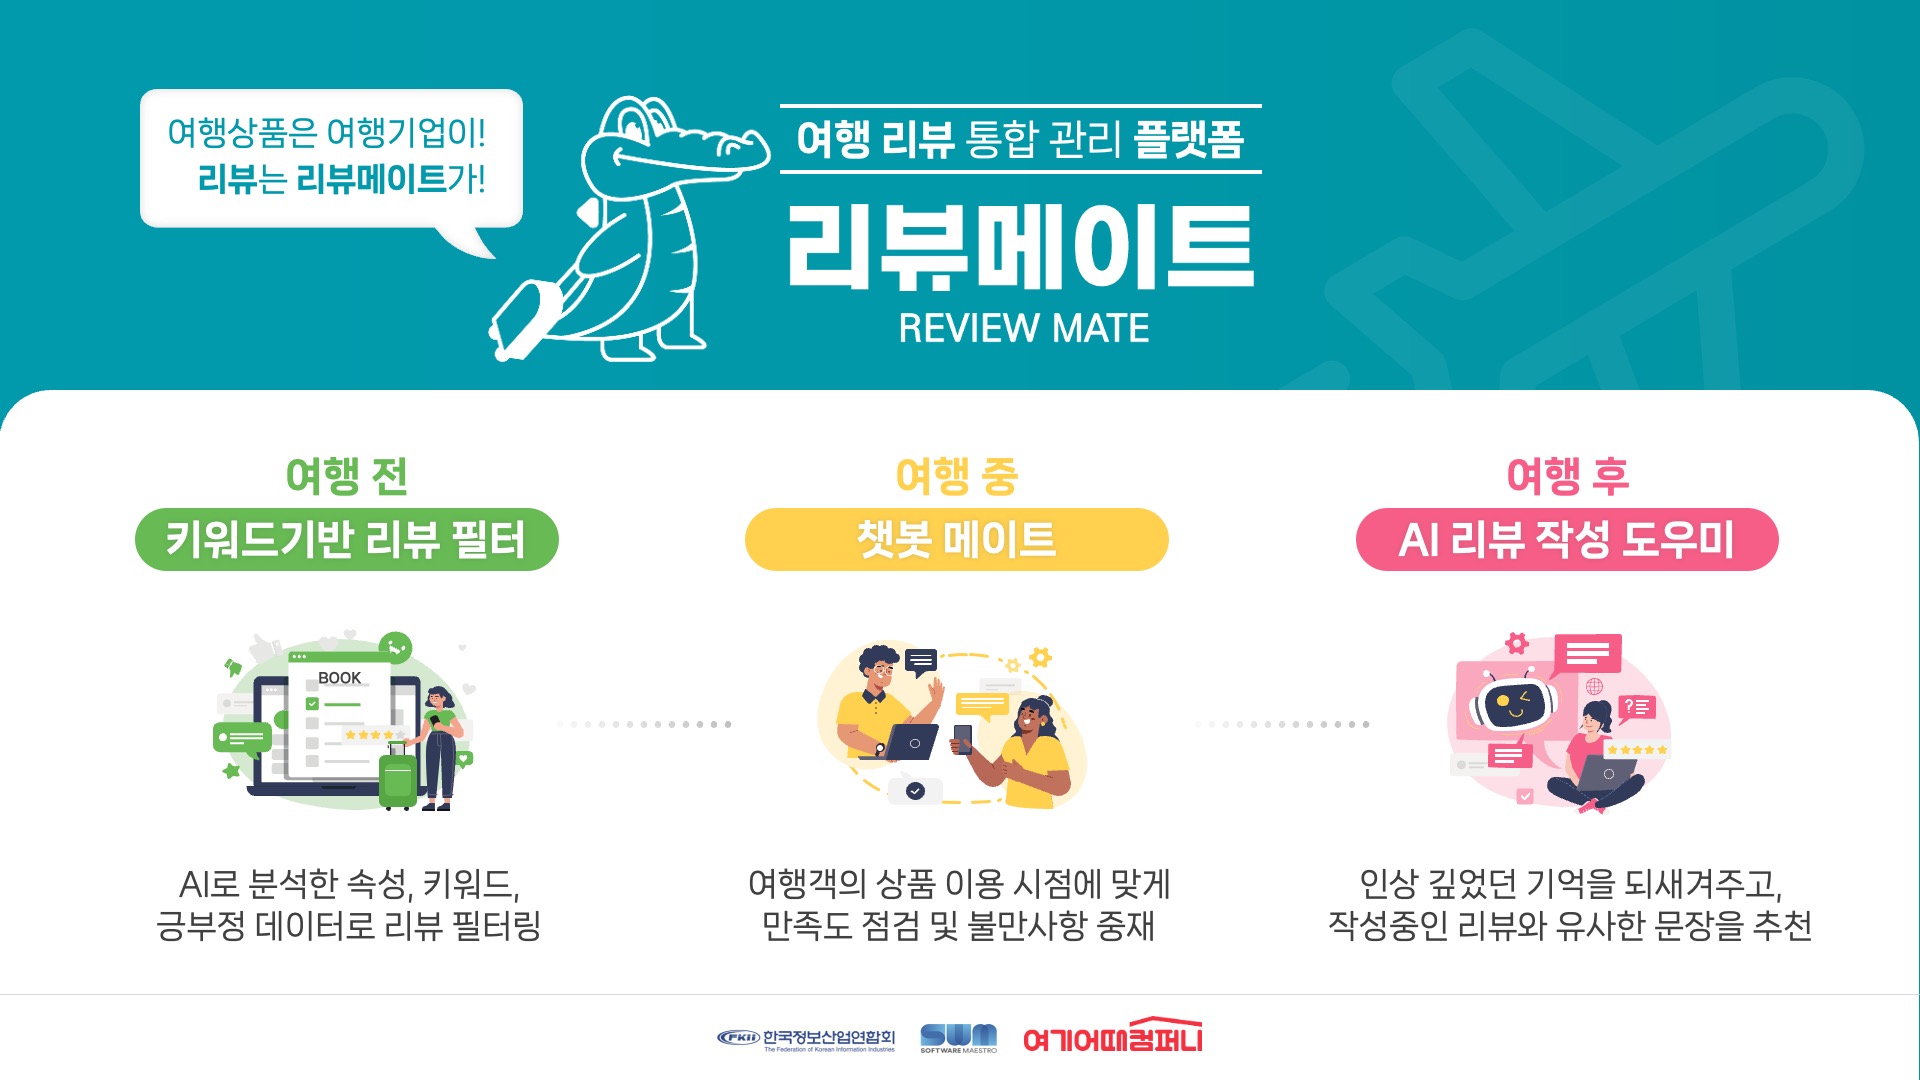 여행상품은 여행기업이!
리뷰는 리뷰메이트가!
여행 리뷰 통합 관리 플랫폼
리뷰메이트
REVIEW MATE
여행 전
키워드기반 리뷰 필터
BOOK
AI로 분석한 속성, 키워드,
긍부정 데이터로 리뷰 필터링
여행 중
챗봇 메이트
여행객의 상품 이용 시점에 맞게
만족도 점검 및 불만사항 중재
여행 후
AI 리뷰 작성 도우미
?
인상 깊었던 기억을 되새겨주고,
작성중인 리뷰와 유사한 문장을 추천
FKII 한국정보산업연합회
The Federation of Korean Information Industries
SWM
SOFTWARE MAESTRO
여기어때컴퍼니